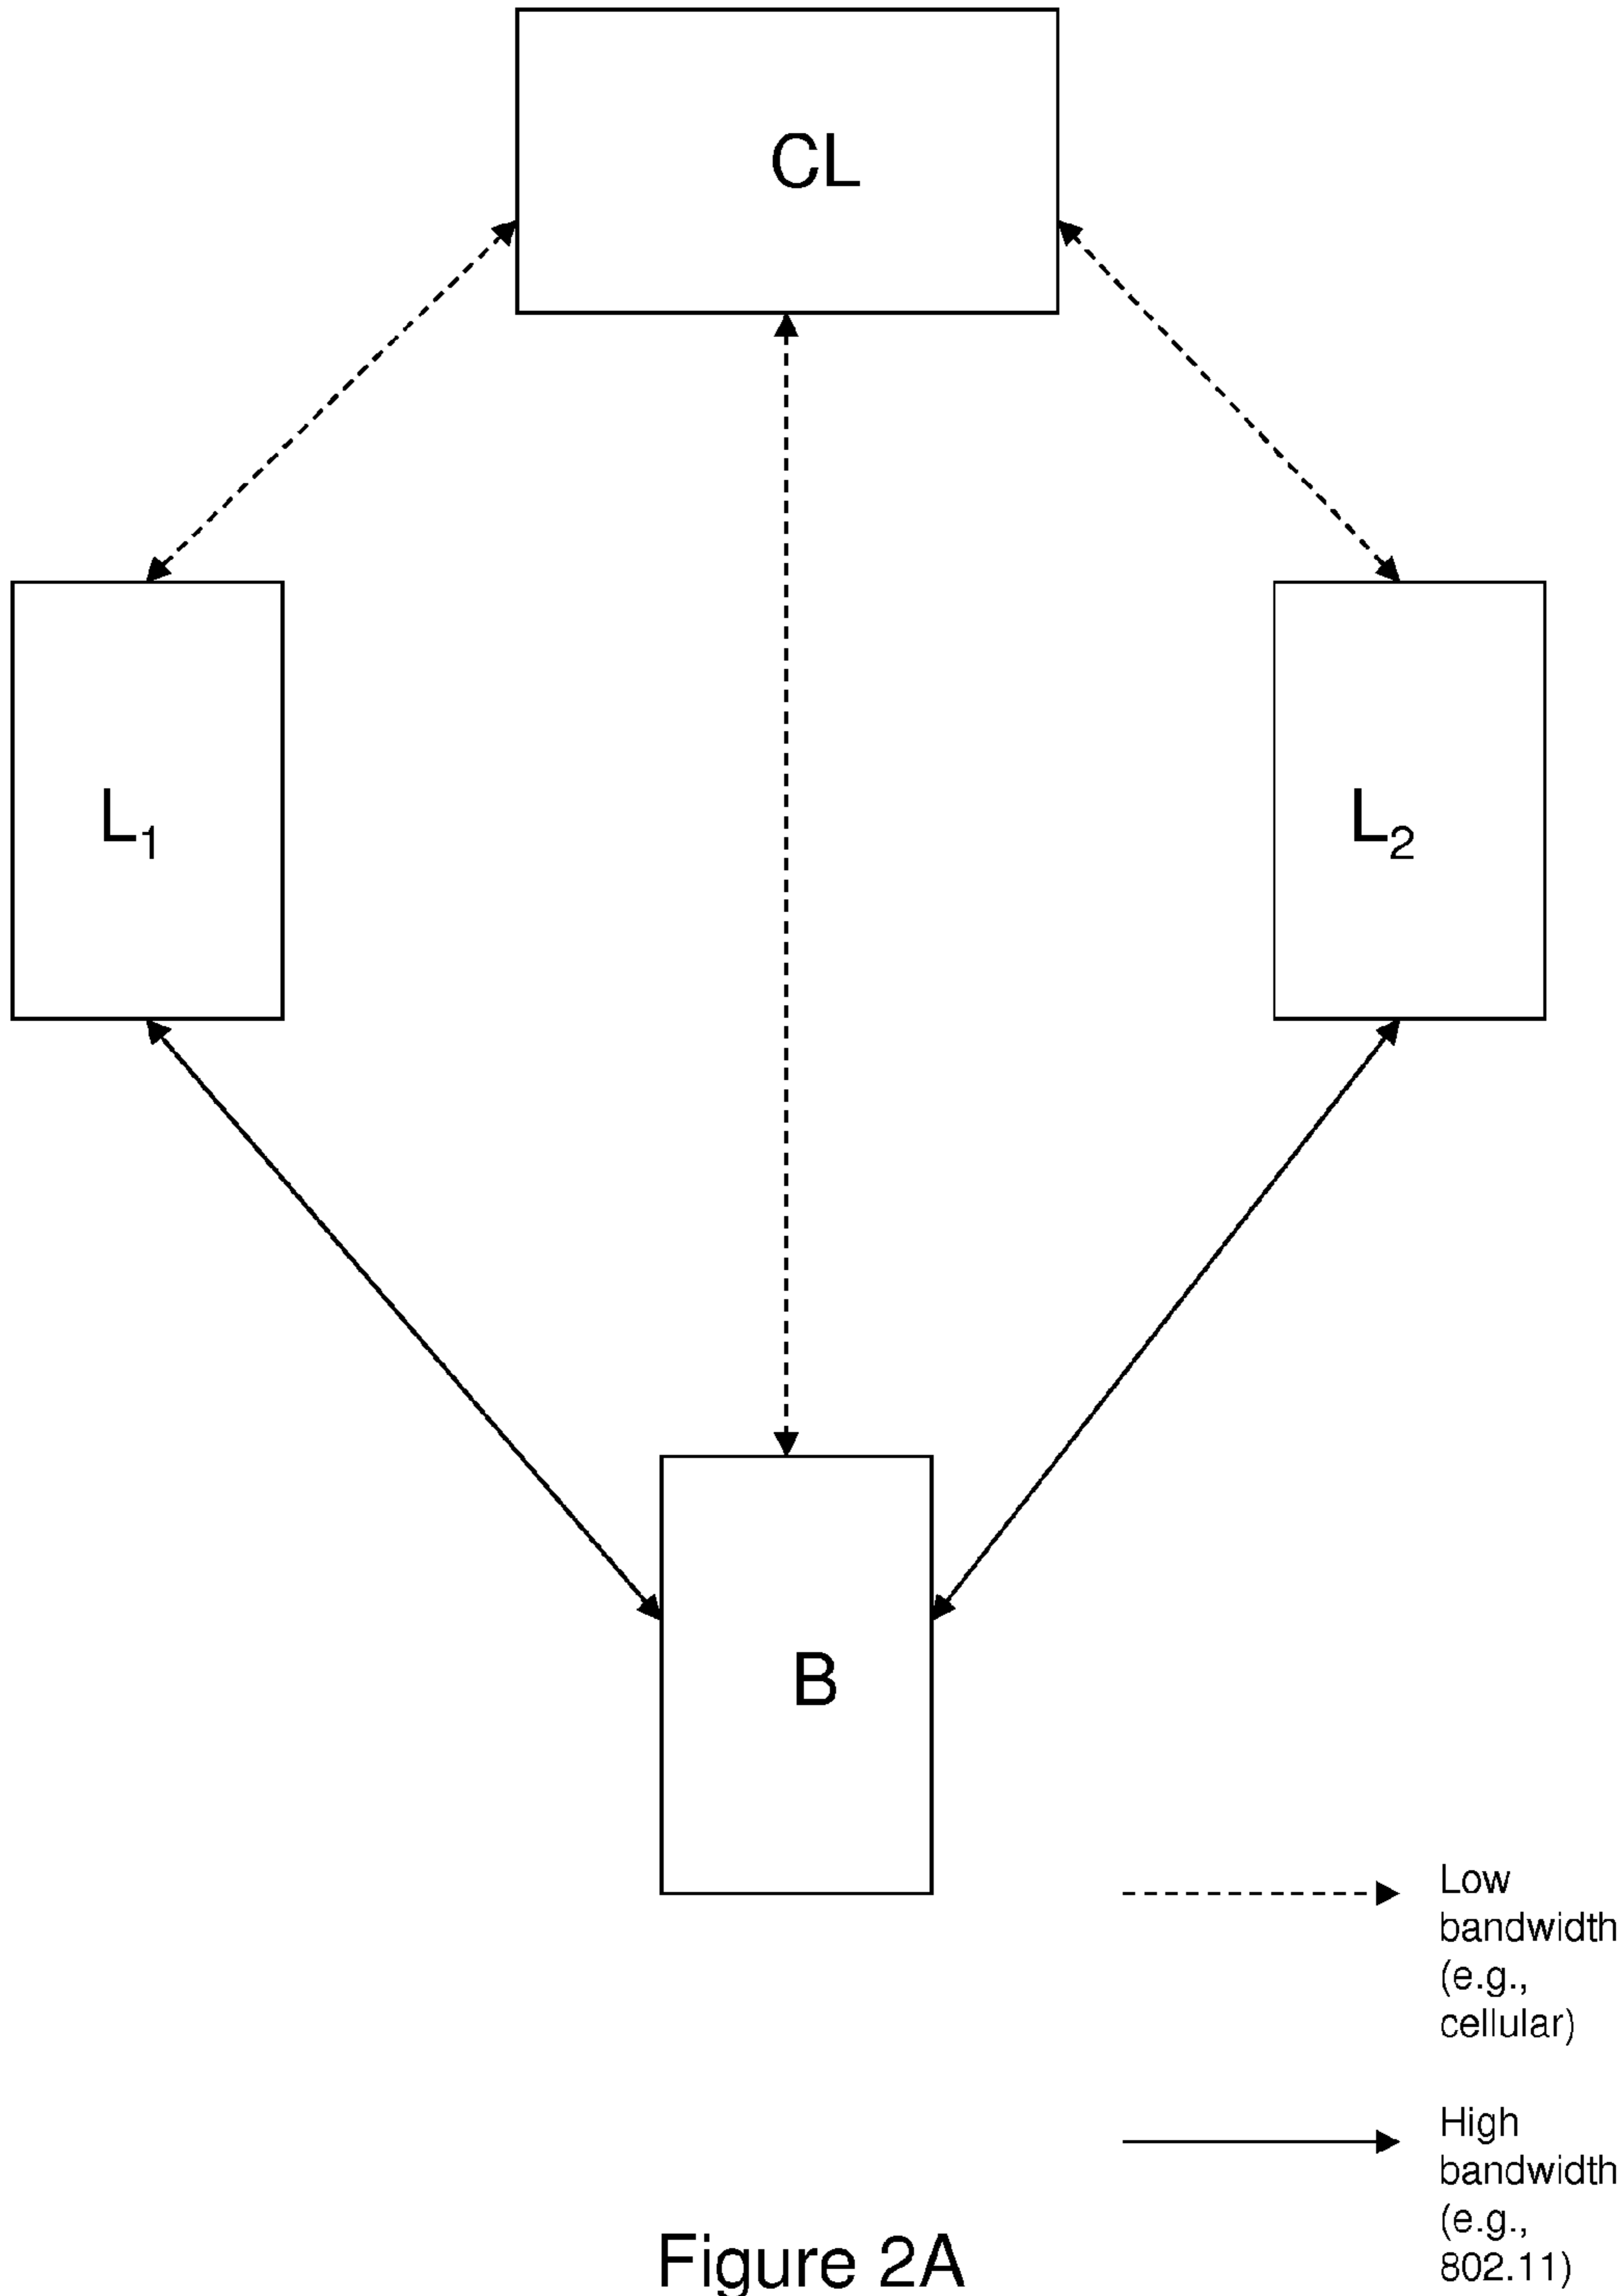 CL
L1
L2
B
Low
bandwidth
(e.g.,
cellular)
High
bandwidth
(e.g.,
802.11)
Figure 2A